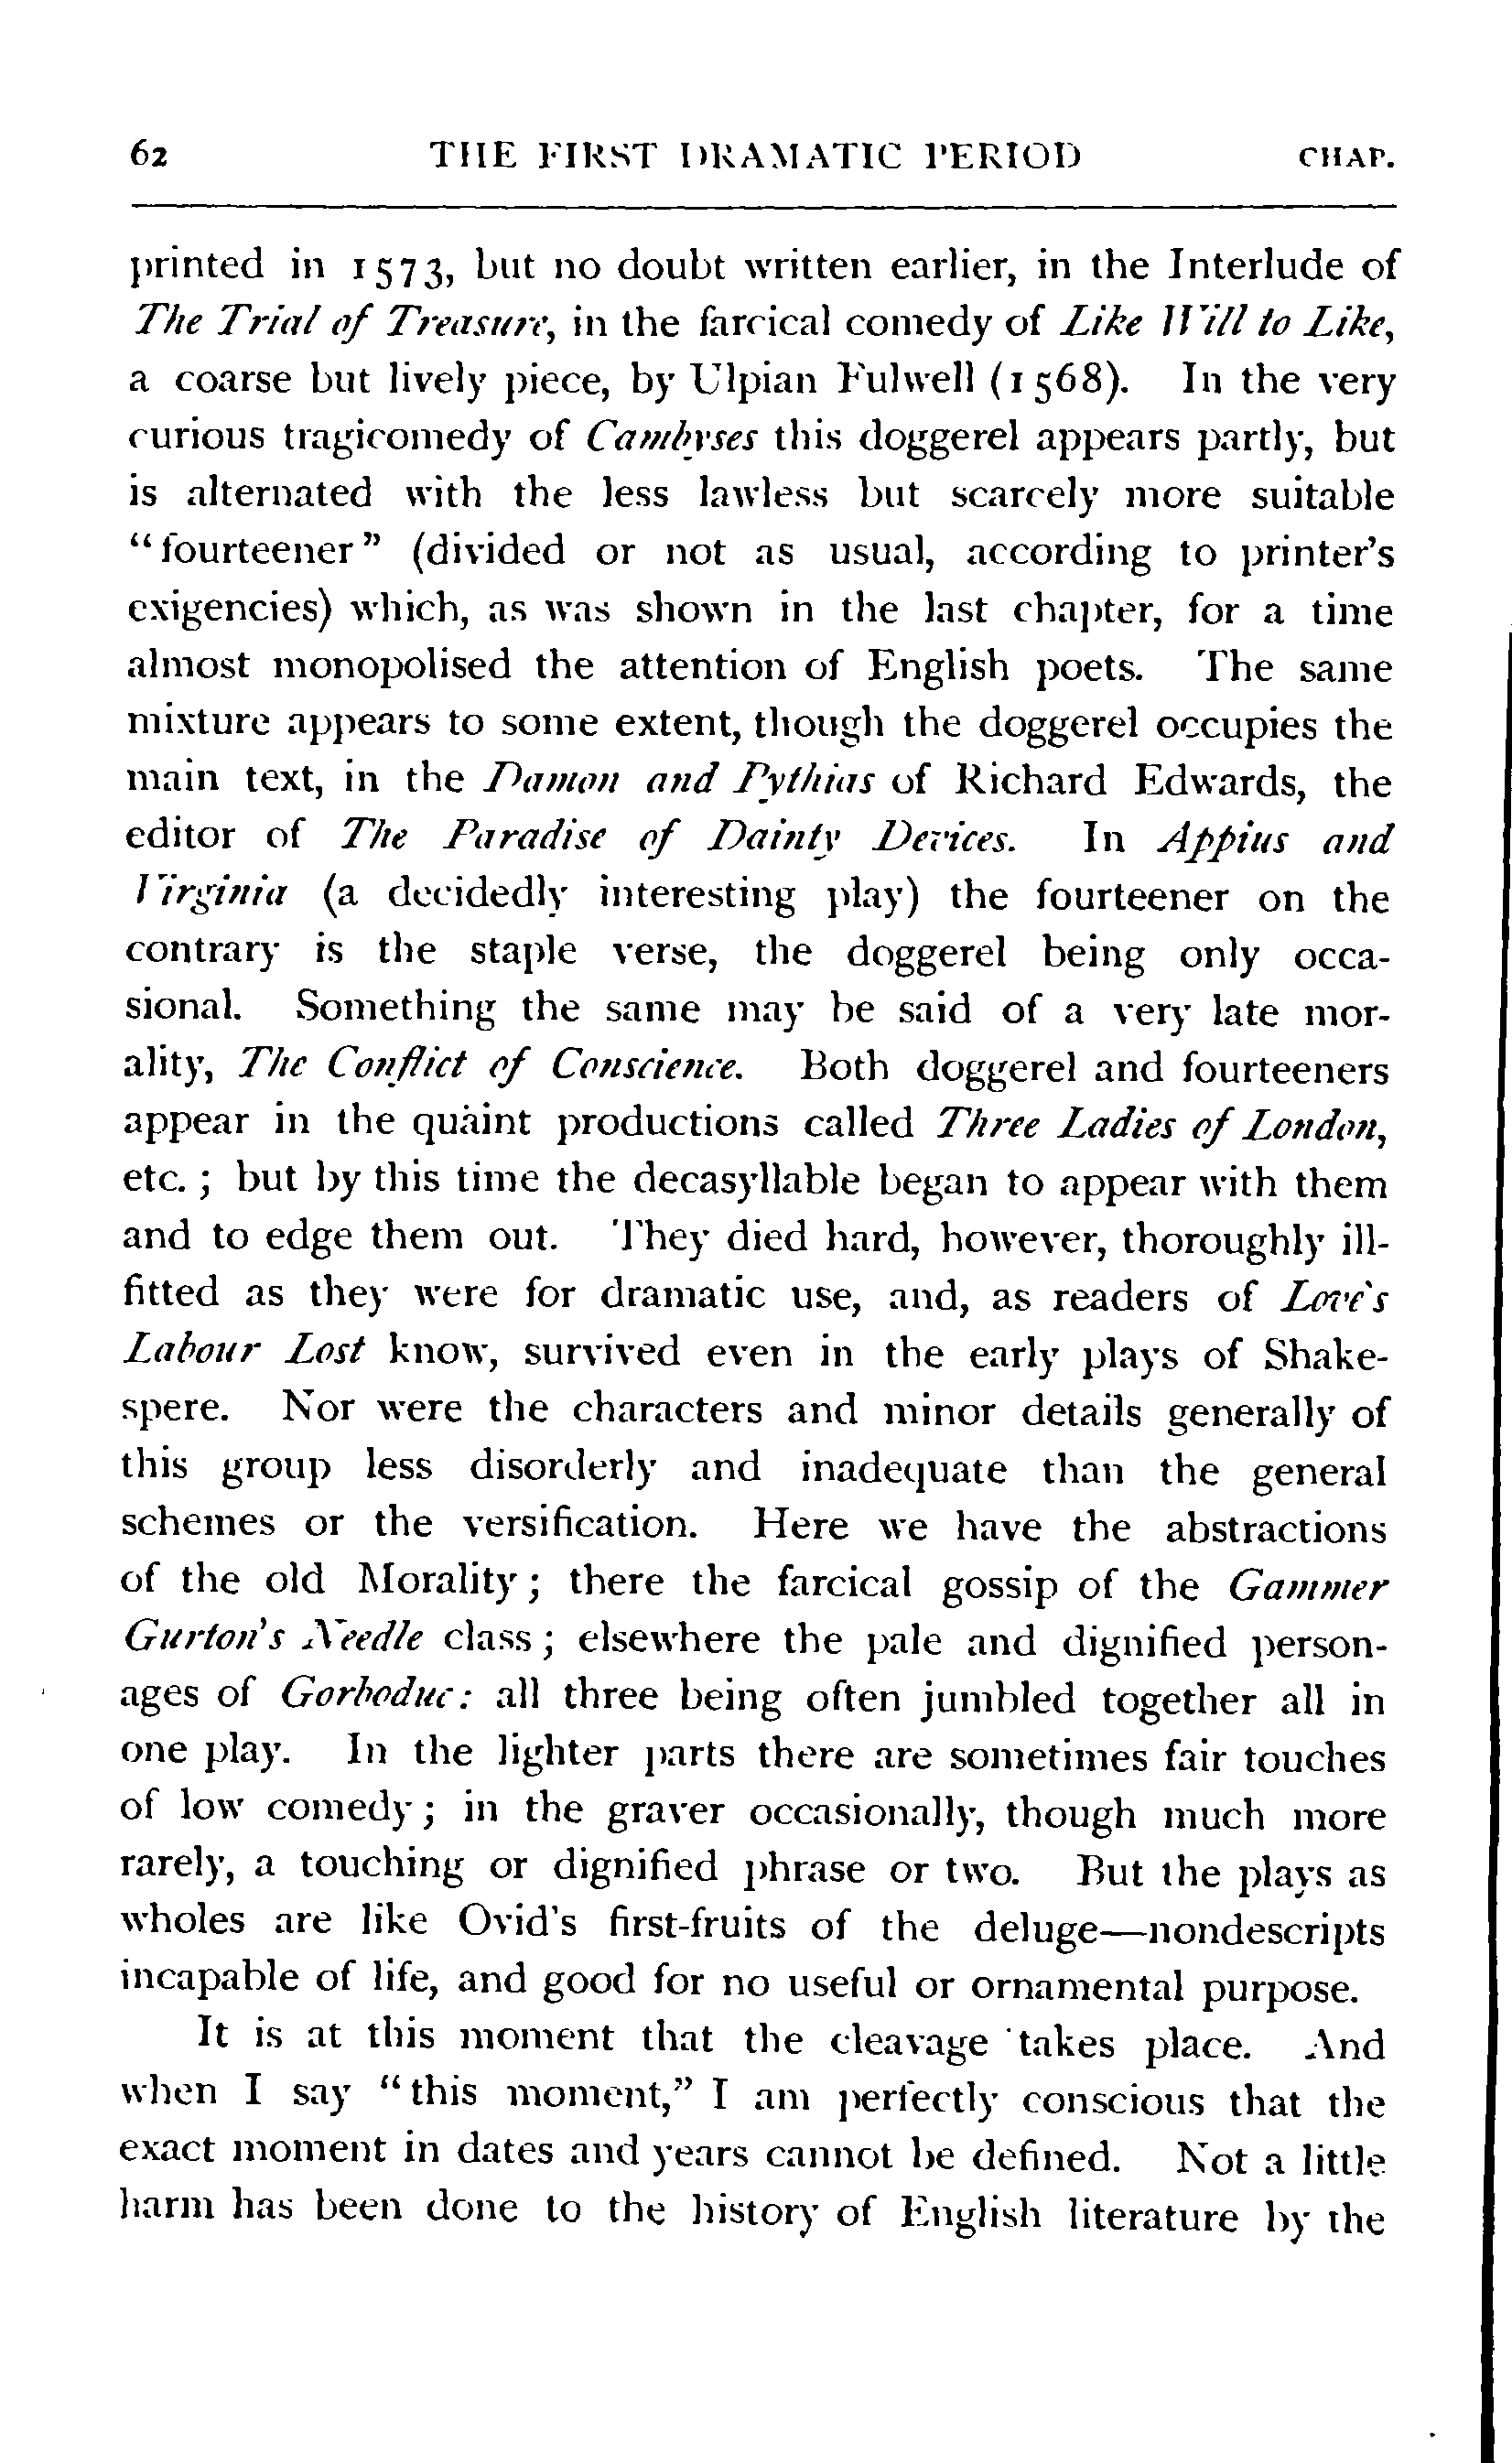 62 THE FIRST DRAMATIC PERIOD CHAP.
printed in 1573, but no doubt written earlier, in the Interlude of
The Trial of Treasure, in the farcical comedy of Like Will to Like,
a coarse but lively piece, by Ulpian Fulwell (1568). In the very
curious tragicomedy of Cambyses this doggerel appears partly, but
is alternated with the less lawless but scarcely more suitable
"fourteener" (divided or not as usual, according to printer's
exigencies) which, as was shown in the last chapter, for a time
almost monopolised the attention of English poets. The same
mixture appears to some extent, though the doggerel occupies the
main text, in the Damon and Pythias of Richard Edwards, the
editor of The Paradise of Dainty Devices. In Appius and
Virginia (a decidedly interesting play) the fourteener on the
contrary is the staple verse, the doggerel being only occa-
sional. Something the same may be said of a very late mor-
ality, The Conflict of Conscience. Both doggerel and fourteeners
appear in the quaint productions called Three Ladies of London,
etc.; but by this time the decasyllable began to appear with them
and to edge them out. They died hard, however, thoroughly ill-
fitted as they were for dramatic use, and, as readers of Love's
Labour Lost know, survived even in the early plays of Shake-
spere. Nor were the characters and minor details generally of
this group less disorderly and inadequate than the general
schemes or the versification. Here we have the abstractions
of the old Morality; there the farcical gossip of the Gammer
Gurton's Needle class; elsewhere the pale and dignified person-
ages of Gorboduc: all three being often jumbled together all in
one play. In the lighter parts there are sometimes fair touches
of low comedy; in the graver occasionally, though much more
rarely, a touching or dignified phrase or two. But the plays as
wholes are like Ovid's first-fruits of the deluge—nondescripts
incapable of life, and good for no useful or ornamental purpose.
It is at this moment that the cleavage takes place. And
when I say "this moment," I am perfectly conscious that the
exact moment in dates and years cannot be defined. Not a little
harm has been done to the history of English literature by the